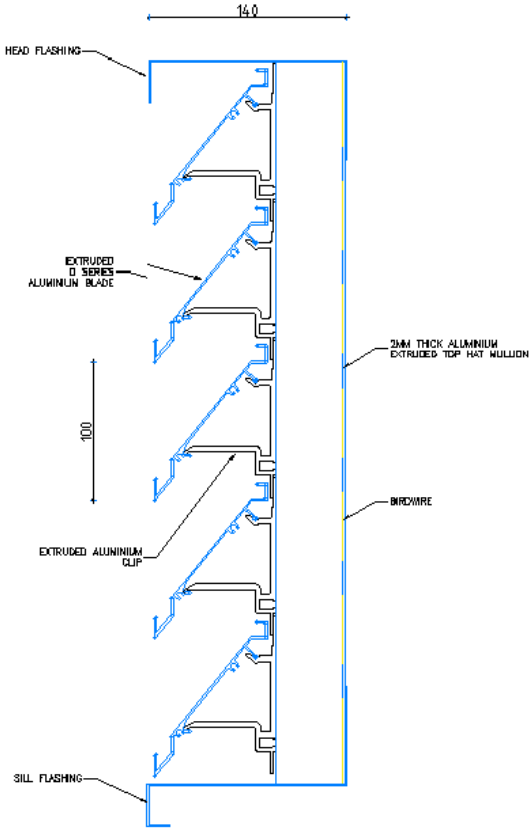 140
HEAD FLASHING
EXTRUDED
D SERIES
ALUMINIUM BLADE
2MM THICK ALUMINIUM
EXTRUDED TOP HAT MULLION
100
BIRDWIRE
EXTRUDED ALUMINIUM
CLIP
SILL FLASHING